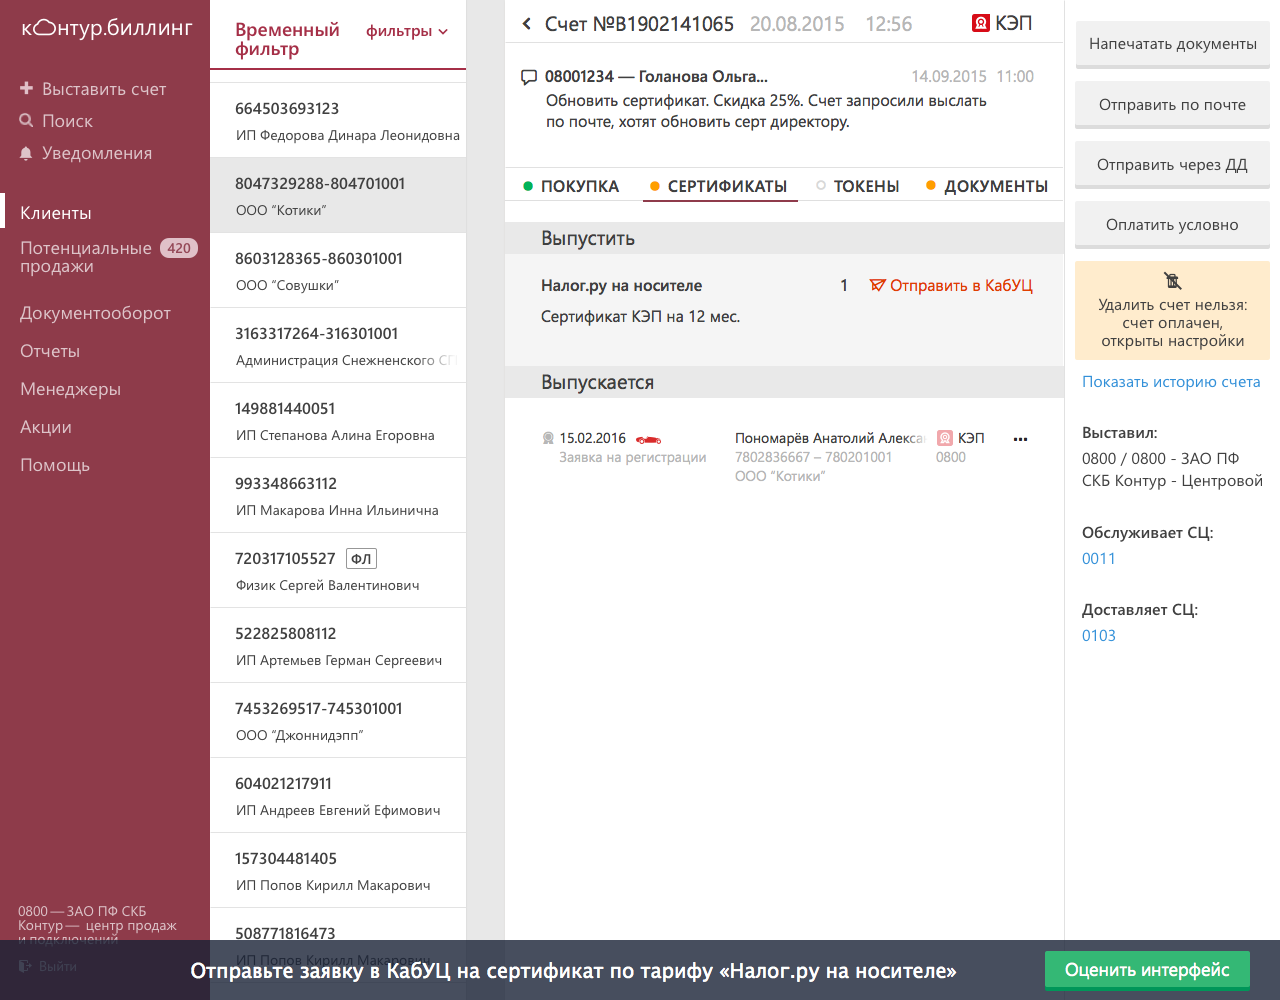 контур.биллинг
Выставить счет
Поиск
Уведомления
Клиенты
Потенциальные 420
продажи
Документооборот
Отчеты
Менеджеры
Акции
Помощь
0800 — ЗАО ПФ СКБ
Контур — центр продаж
и подключений
Выйти
Временный
фильтр
фильтры
664503693123
ИП Федорова Динара Леонидовна
8047329288-804701001
ООО “Котики”
8603128365-860301001
ООО “Совушки”
3163317264-316301001
Администрация Снежненского
149881440051
ИП Степанова Алина Егоровна
993348663112
ИП Макарова Инна Ильинична
720317105527 ФЛ
Физик Сергей Валентинович
522825808112
ИП Артемьев Герман Сергеевич
7453269517-745301001
ООО “Джоннидэпп”
604021217911
ИП Андреев Евгений Ефимович
157304481405
ИП Попов Кирилл Макарович
508771816473
ИП Попов Кирилл Макарович
Счет №В1902141065 20.08.2015 12:56 КЭП
08001234 — Голанова Ольга... 14.09.2015 11:00
Обновить сертификат. Скидка 25%. Счет запросили выслать
по почте, хотят обновить серт директору.
ПОКУПКА СЕРТИФИКАТЫ ТОКЕНЫ ДОКУМЕНТЫ
Выпустить
Налог.ру на носителе 1 Отправить в КабУЦ
Сертификат КЭП на 12 мес.
Выпускается
15.02.2016 Пономарёв Анатолий Алекса КЭП ...
Заявка на регистрации 7802836667 – 780201001 0800
ООО “Котики”
Напечатать документы
Отправить по почте
Отправить через ДД
Оплатить условно
Удалить счет нельзя:
счет оплачен,
открыты настройки
Показать историю счета
Выставил:
0800 / 0800 - ЗАО ПФ
СКБ Контур - Центровой
Обслуживает СЦ:
0011
Доставляет СЦ:
0103
Отправьте заявку в КабУЦ на сертификат по тарифу «Налог.ру на носителе»
Оценить интерфейс